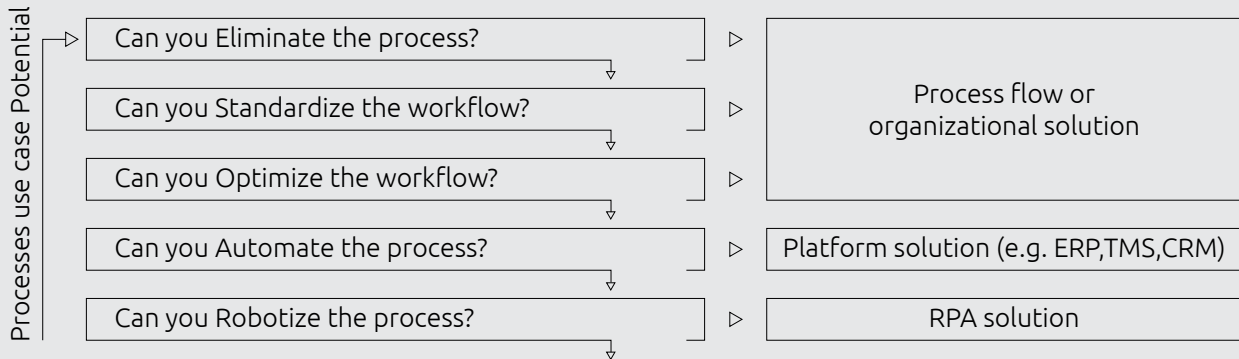 Processes use case Potential
Can you Eliminate the process?
Can you Standardize the workflow?
Can you Optimize the workflow?
Process flow or
organizational solution
Can you Automate the process?
Platform solution (e.g. ERP,TMS,CRM)
Can you Robotize the process?
RPA solution